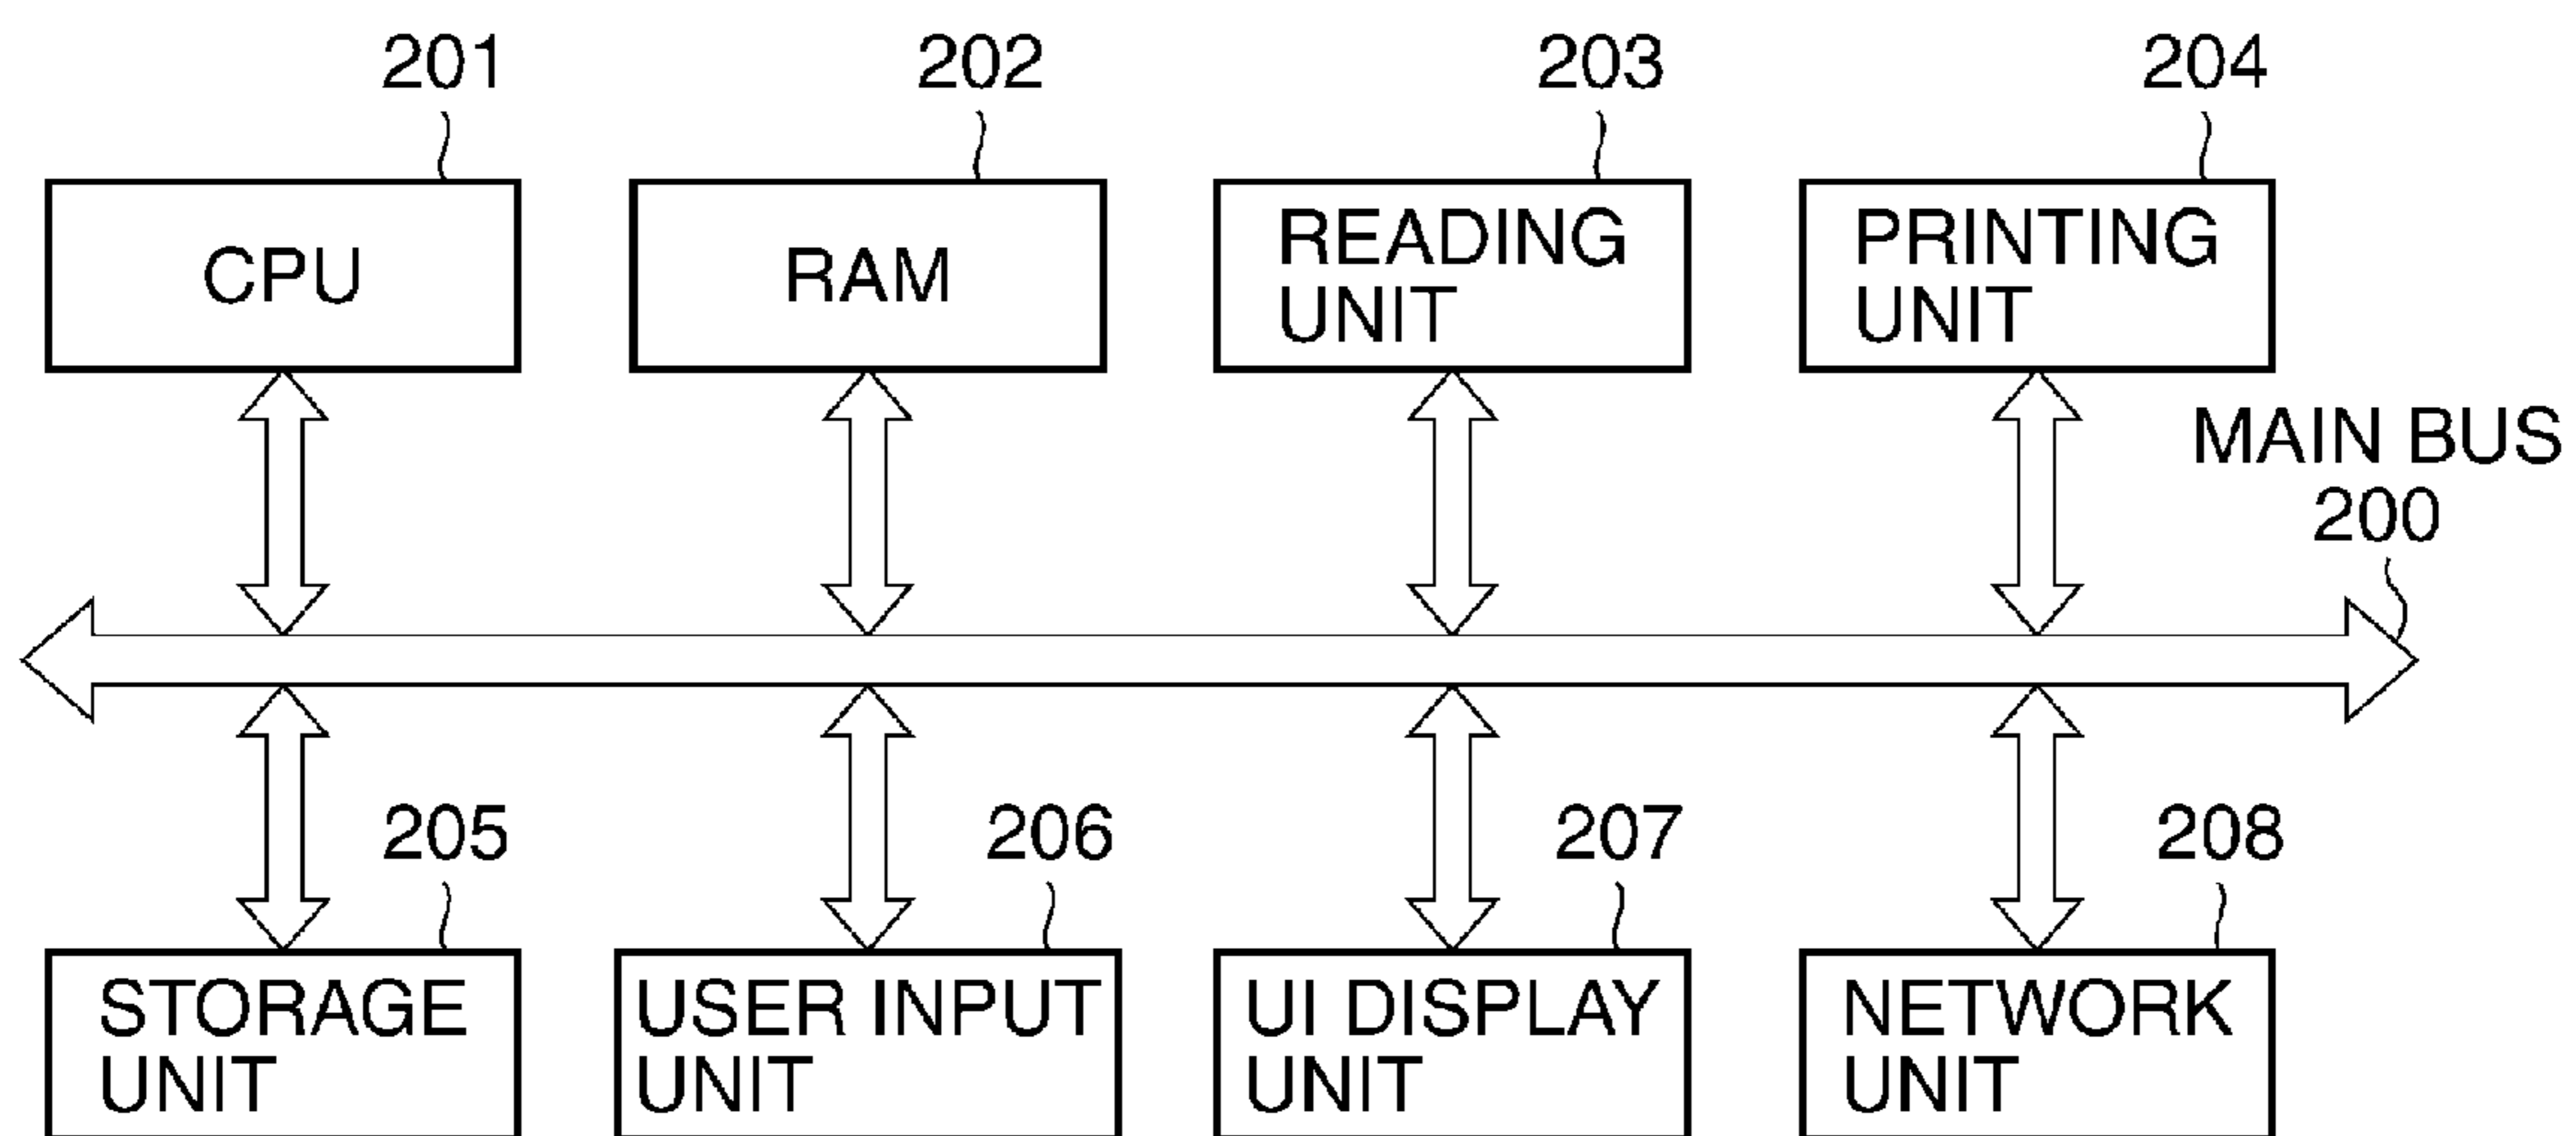 201
202
203
204
CPU
RAM
READING
UNIT
PRINTING
UNIT
MAIN BUS
200
205
206
207
208
STORAGE
UNIT
USER INPUT
UNIT
UI DISPLAY
UNIT
NETWORK
UNIT